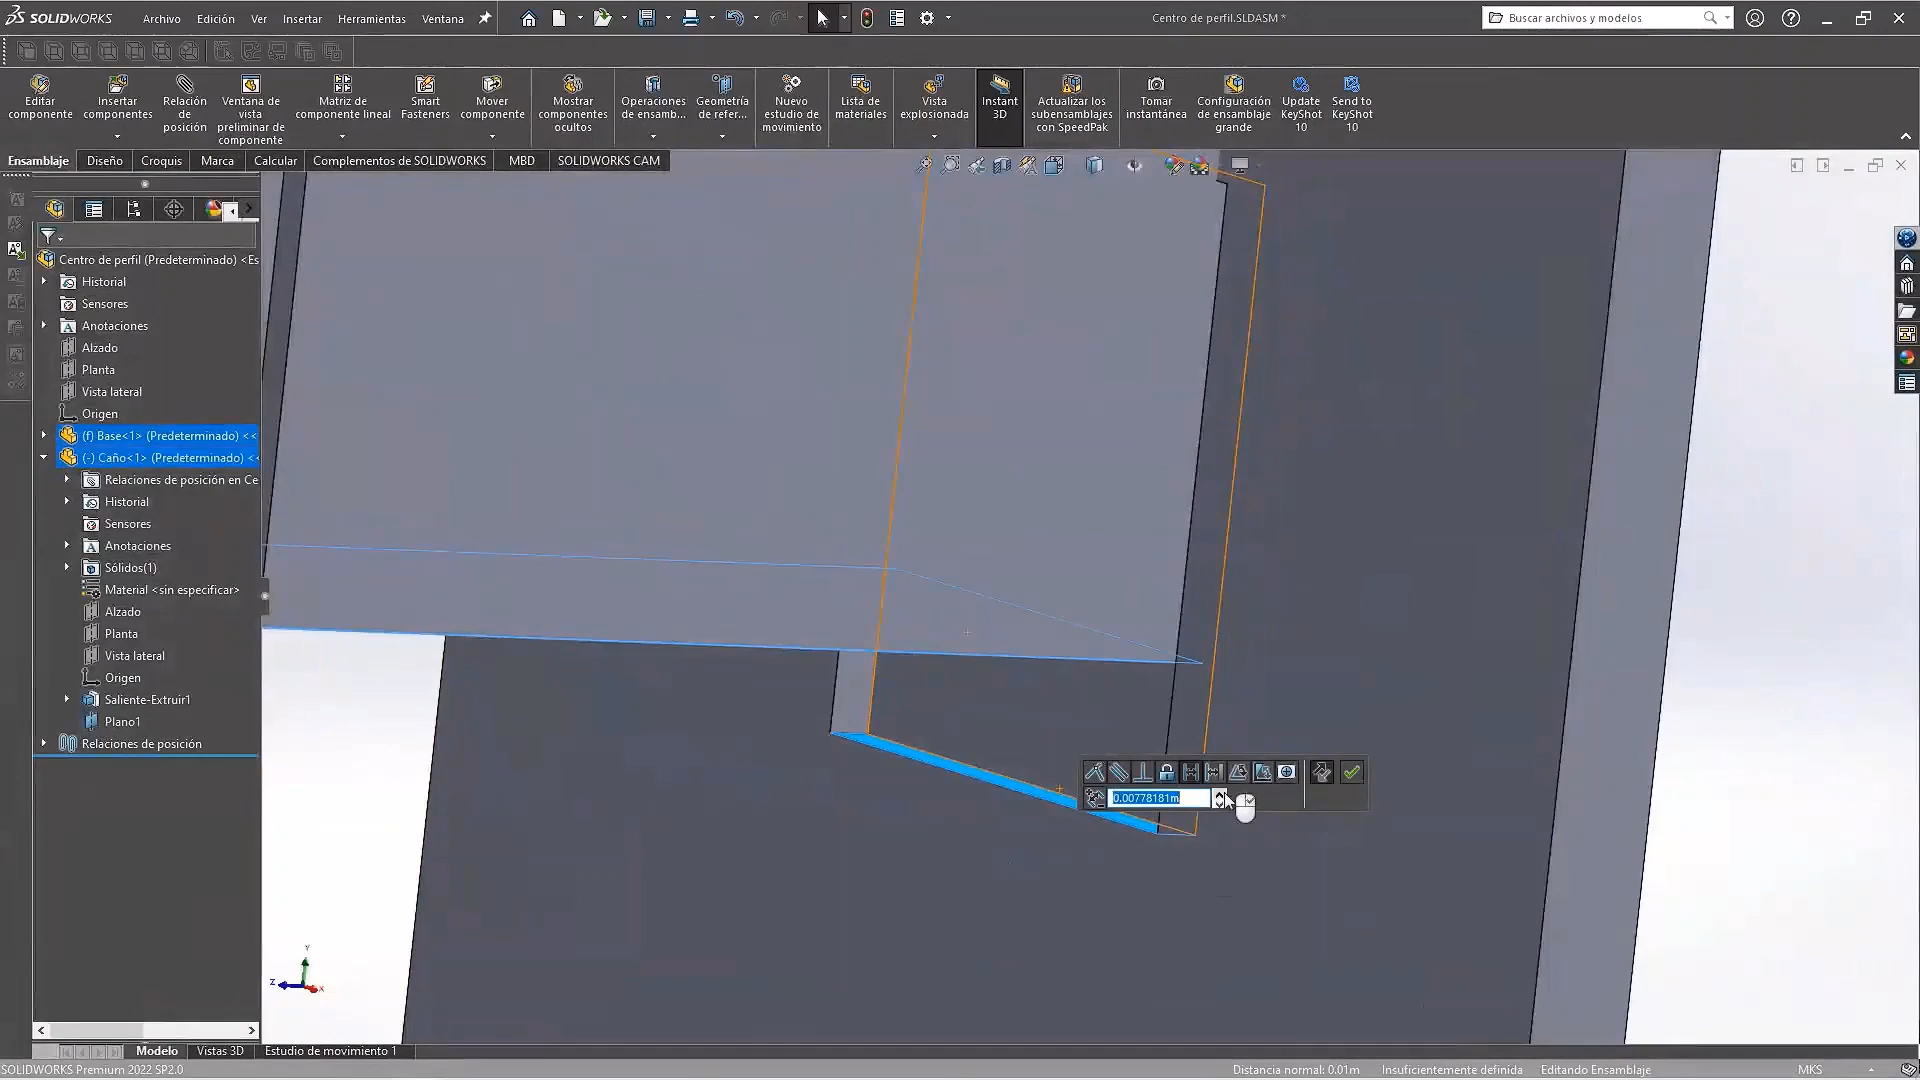 SOLIDWORKS
Archivo Edición Ver Insertar Herramientas Ventana
Centro de perfil.SLDASM *
Buscar archivos y modelos
Editar componente
Insertar componentes
Relación de posición
Ventana de vista preliminar de componente
Matriz de componente lineal
Smart Fasteners
Mover componente
Mostrar componentes ocultos
Operaciones de ensamb...
Geometría de refer...
Nuevo estudio de movimiento
Lista de materiales
Vista explosionada
Instant 3D
Actualizar los subensamblajes con SpeedPak
Tomar instantánea
Configuración de ensamblaje grande
Update KeyShot 10
Send to KeyShot 10
Ensamblaje Diseño Croquis Marca Calcular Complementos de SOLIDWORKS MBD SOLIDWORKS CAM
Centro de perfil (Predeterminado) <Es
Historial
Sensores
Anotaciones
Alzado
Planta
Vista lateral
Origen
(f) Base<1> (Predeterminado) <<
(-) Caño<1> (Predeterminado) <<
Relaciones de posición en Ce
Historial
Sensores
Anotaciones
Sólidos(1)
Material <sin especificar>
Alzado
Planta
Vista lateral
Origen
Saliente-Extruir1
Plano1
Relaciones de posición
0.00778181m
Y
Z
X
Modelo Vistas 3D Estudio de movimiento 1
SOLIDWORKS Premium 2022 SP2.0
Distancia normal: 0.01m Insuficientemente definida Editando Ensamblaje MKS